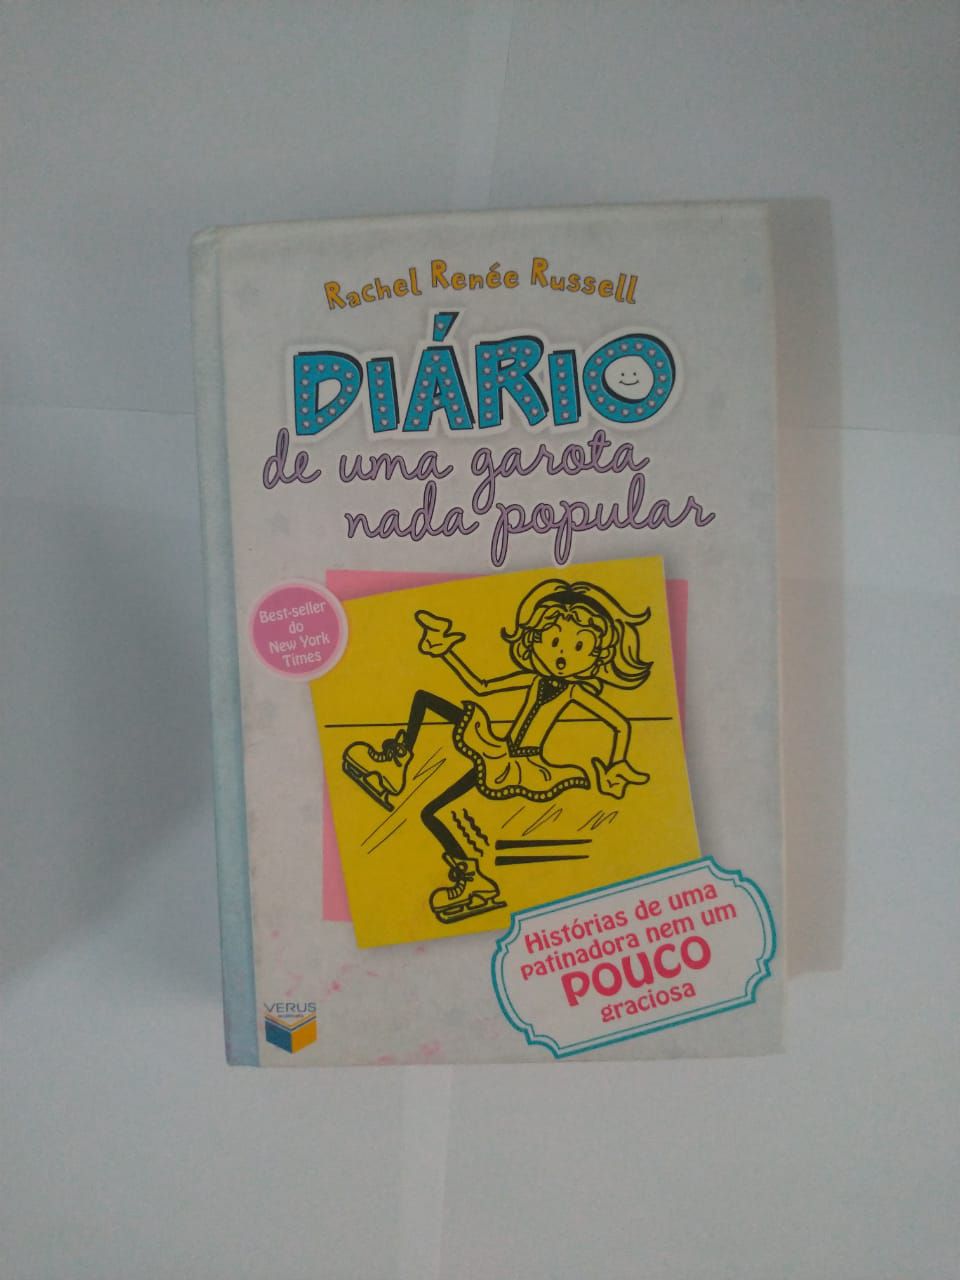 Rachel Renée Russell
DIÁRIO
de uma garota
nada popular
Best-seller
do
New York
Times
Histórias de uma
patinadora nem um
POUCO
graciosa
VERUS